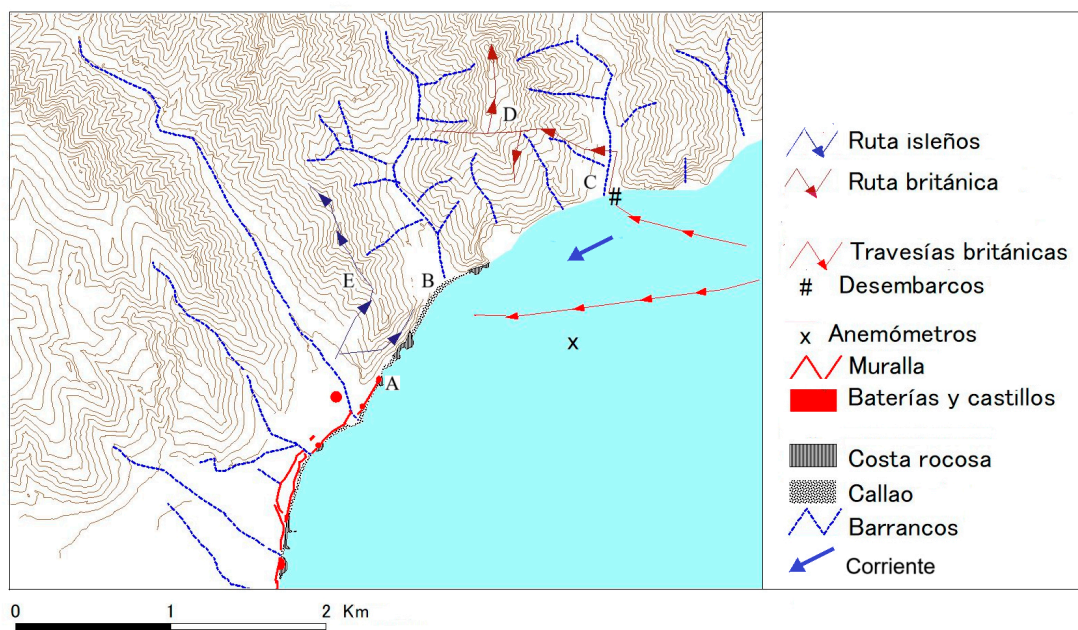 D
C
E
B
A
#
x
Ruta isleños
Ruta británica
Travesías británicas
# Desembarcos
x Anemómetros
Muralla
Baterías y castillos
Costa rocosa
Callao
Barrancos
Corriente
0 1 2 Km